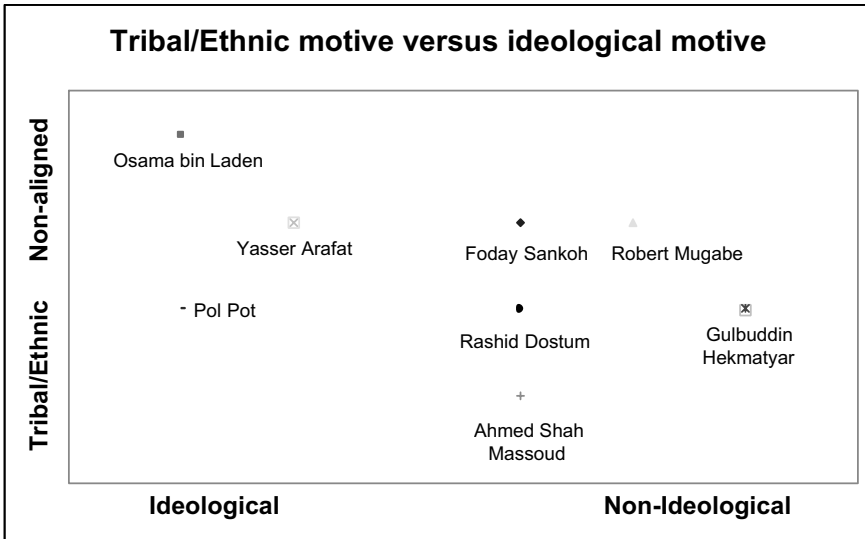 Tribal/Ethnic motive versus ideological motive
Non-aligned
Tribal/Ethnic
Osama bin Laden
Yasser Arafat
Foday Sankoh
Robert Mugabe
Pol Pot
Rashid Dostum
Gulbuddin
Hekmatyar
Ahmed Shah
Massoud
Ideological
Non-Ideological